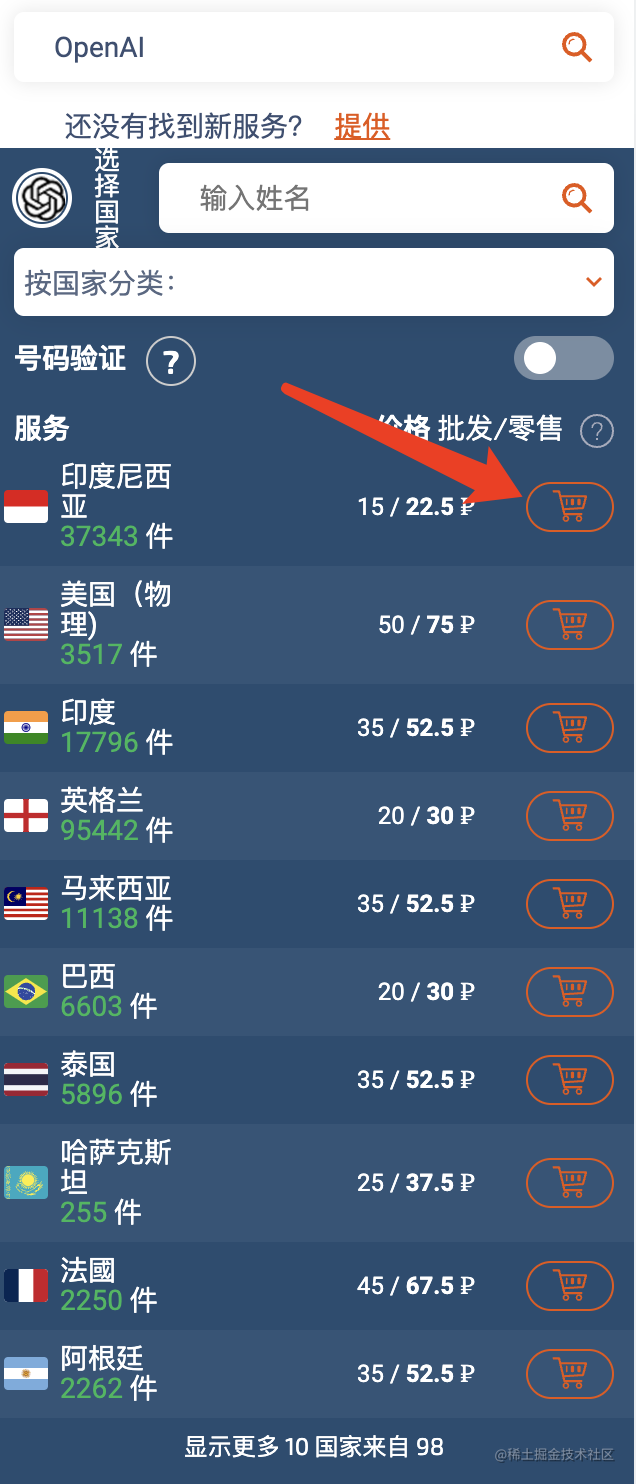 OpenAI
还没有找到新服务? 提供
选择国家
输入姓名
按国家分类:
号码验证 ?
服务 价格 批发/零售 ?
印度尼西
亚
37343 件
15 / 22.5 ₽
美国（物
理)
3517 件
50 / 75 ₽
印度
17796 件
35 / 52.5 ₽
英格兰
95442 件
20 / 30 ₽
马来西亚
11138 件
35 / 52.5 ₽
巴西
6603 件
20 / 30 ₽
泰国
5896 件
35 / 52.5 ₽
哈萨克斯
坦
255 件
25 / 37.5 ₽
法國
2250 件
45 / 67.5 ₽
阿根廷
2262 件
35 / 52.5 ₽
显示更多 10 国家来自 98
@稀土掘金技术社区